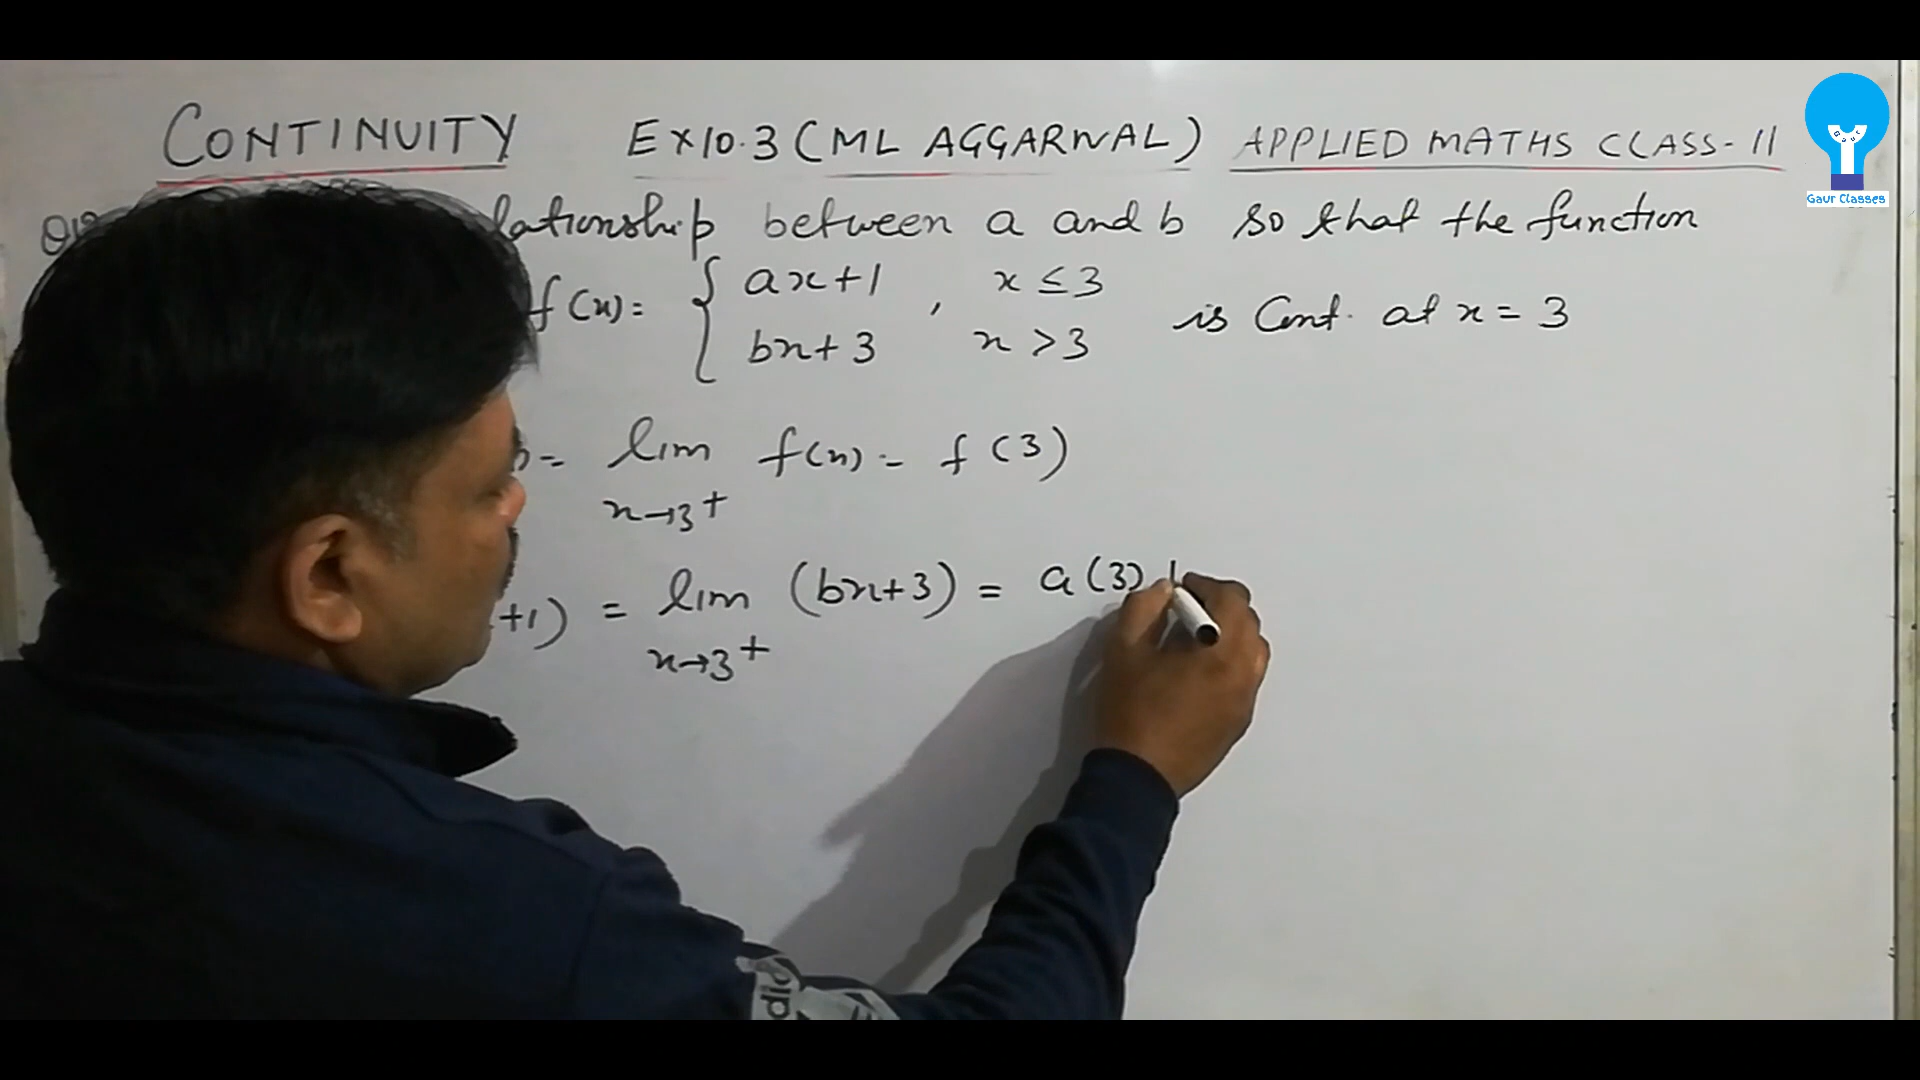 CONTINUITY EX10.3 (ML AGGARWAL) APPLIED MATHS CLASS-11
Gaur Classes
between a and b so that the function
f(x) = { ax+1 , x ≤ 3
bx+3 , x > 3
is Cont. at x = 3
= lim f(x) = f(3)
x→3⁺
+1) = lim (bx+3) = a(3)
x→3⁺